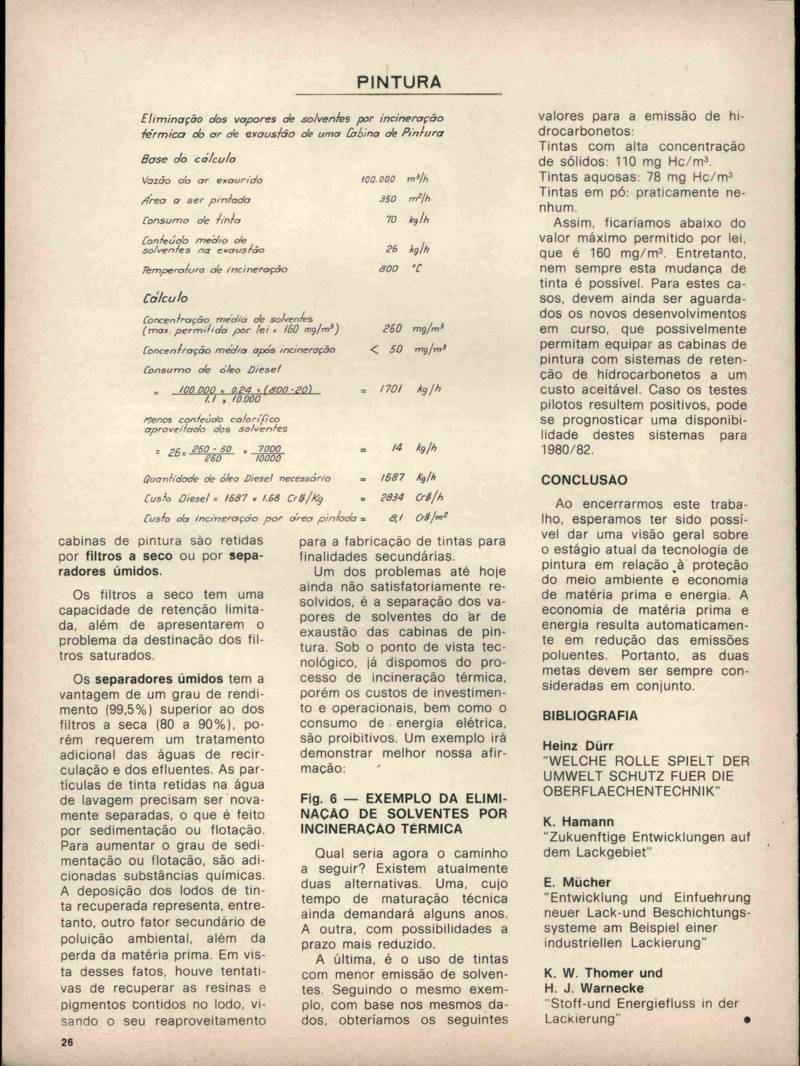 PINTURA
Eliminação dos vapores de solventes por incineração
térmica do ar de exaustão de uma Cabina de Pintura
Base do cálculo
Vazão do ar exaurido 100.000 m³/h
Área a ser pintada 350 m²/h
Consumo de tinta 70 kg/h
Conteúdo médio de
solventes na exaustão 26 kg/h
Temperatura de incineração 800 °C
Cálculo
Concentração média de solventes
(max. permitida por lei = 160 mg/m³) 260 mg/m³
Concentração média após incineração < 50 mg/m³
Consumo de óleo Diesel
= 100.000 x 0.24 x (800-20) / 1.1 x 10.000 = 1701 kg/h
Menos conteúdo calorífico
aproveitado dos solventes
= 26 x 260 - 50 / 260 x 7000 / 10000 = 14 kg/h
Quantidade de óleo Diesel necessário = 1687 Kg/h
Custo Diesel = 1687 x 1.68 Cr$/Kg = 2834 Cr$/h
Custo da incineração por área pintada = 8,1 Cr$/m²
cabinas de pintura são retidas
por filtros a seco ou por sepa-
radores úmidos.
Os filtros a seco tem uma
capacidade de retenção limita-
da, além de apresentarem o
problema da destinação dos fil-
tros saturados.
Os separadores úmidos tem a
vantagem de um grau de rendi-
mento (99,5%) superior ao dos
filtros a seca (80 a 90%), po-
rém requerem um tratamento
adicional das águas de recir-
culação e dos efluentes. As par-
tículas de tinta retidas na água
de lavagem precisam ser nova-
mente separadas, o que é feito
por sedimentação ou flotação.
Para aumentar o grau de sedi-
mentação ou flotação, são adi-
cionadas substâncias químicas.
A deposição dos lodos de tin-
ta recuperada representa, entre-
tanto, outro fator secundário de
poluição ambiental, além da
perda da matéria prima. Em vis-
ta desses fatos, houve tentati-
vas de recuperar as resinas e
pigmentos contidos no lodo, vi-
sando o seu reaproveitamento
para a fabricação de tintas para
finalidades secundárias.
Um dos problemas até hoje
ainda não satisfatoriamente re-
solvidos, é a separação dos va-
pores de solventes do ar de
exaustão das cabinas de pin-
tura. Sob o ponto de vista tec-
nológico, já dispomos do pro-
cesso de incineração térmica,
porém os custos de investimen-
to e operacionais, bem como o
consumo de energia elétrica,
são proibitivos. Um exemplo irá
demonstrar melhor nossa afir-
mação:
Fig. 6 — EXEMPLO DA ELIMI-
NAÇÃO DE SOLVENTES POR
INCINERAÇÃO TÉRMICA
Qual seria agora o caminho
a seguir? Existem atualmente
duas alternativas. Uma, cujo
tempo de maturação técnica
ainda demandará alguns anos.
A outra, com possibilidades a
prazo mais reduzido.
A última, é o uso de tintas
com menor emissão de solven-
tes. Seguindo o mesmo exem-
plo, com base nos mesmos da-
dos, obteríamos os seguintes
valores para a emissão de hi-
drocarbonetos:
Tintas com alta concentração
de sólidos: 110 mg Hc/m³.
Tintas aquosas: 78 mg Hc/m³
Tintas em pó: praticamente ne-
nhum.
Assim, ficaríamos abaixo do
valor máximo permitido por lei,
que é 160 mg/m³. Entretanto,
nem sempre esta mudança de
tinta é possível. Para estes ca-
sos, devem ainda ser aguarda-
dos os novos desenvolvimentos
em curso, que possivelmente
permitam equipar as cabinas de
pintura com sistemas de reten-
ção de hidrocarbonetos a um
custo aceitável. Caso os testes
pilotos resultem positivos, pode
se prognosticar uma disponibi-
lidade destes sistemas para
1980/82.
CONCLUSAO
Ao encerrarmos este traba-
lho, esperamos ter sido possí-
vel dar uma visão geral sobre
o estágio atual da tecnologia de
pintura em relação à proteção
do meio ambiente e economia
de matéria prima e energia. A
economia de matéria prima e
energia resulta automaticamen-
te em redução das emissões
poluentes. Portanto, as duas
metas devem ser sempre con-
sideradas em conjunto.
BIBLIOGRAFIA
Heinz Dürr
"WELCHE ROLLE SPIELT DER
UMWELT SCHUTZ FUER DIE
OBERFLAECHENTECHNIK"
K. Hamann
"Zukuenftige Entwicklungen auf
dem Lackgebiet"
E. Mücher
"Entwicklung und Einfuehrung
neuer Lack-und Beschichtungs-
systeme am Beispiel einer
industriellen Lackierung"
K. W. Thomer und
H. J. Warnecke
"Stoff-und Energiefluss in der
Lackierung"
26